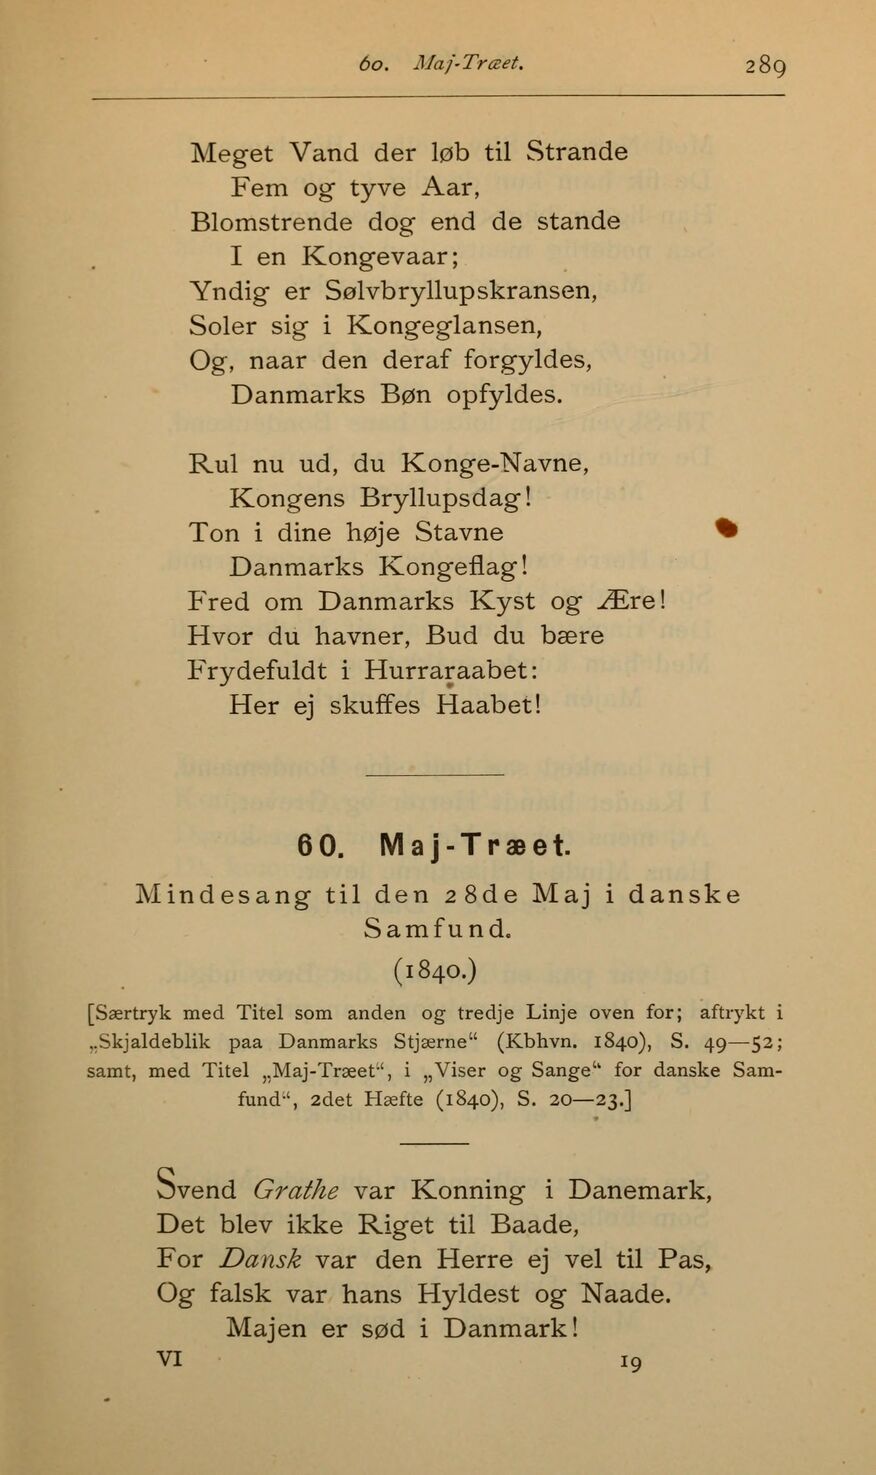 60. Maj-Træet.
289
Meget Vand der løb til Strande
Fem og tyve Aar,
Blomstrende dog end de stande
I en Kongevaar;
Yndig er Sølvbryllupskransen,
Soler sig i Kongeglansen,
Og, naar den deraf forgyldes,
Danmarks Bøn opfyldes.
Rul nu ud, du Konge-Navne,
Kongens Bryllupsdag!
Ton i dine høje Stavne
Danmarks Kongeflag!
Fred om Danmarks Kyst og Ære!
Hvor du havner, Bud du bære
Frydefuldt i Hurraraabet:
Her ej skuffes Haabet!
60. Maj-Træet.
Mindesang til den 28de Maj i danske
Samfund.
(1840.)
[Særtryk med Titel som anden og tredje Linje oven for; aftrykt i
„Skjaldeblik paa Danmarks Stjærne“ (Kbhvn. 1840), S. 49—52;
samt, med Titel „Maj-Træet“, i „Viser og Sange“ for danske Sam-
fund“, 2det Hæfte (1840), S. 20—23.]
Svend Grathe var Konning i Danemark,
Det blev ikke Riget til Baade,
For Dansk var den Herre ej vel til Pas,
Og falsk var hans Hyldest og Naade.
Majen er sød i Danmark!
VI
19